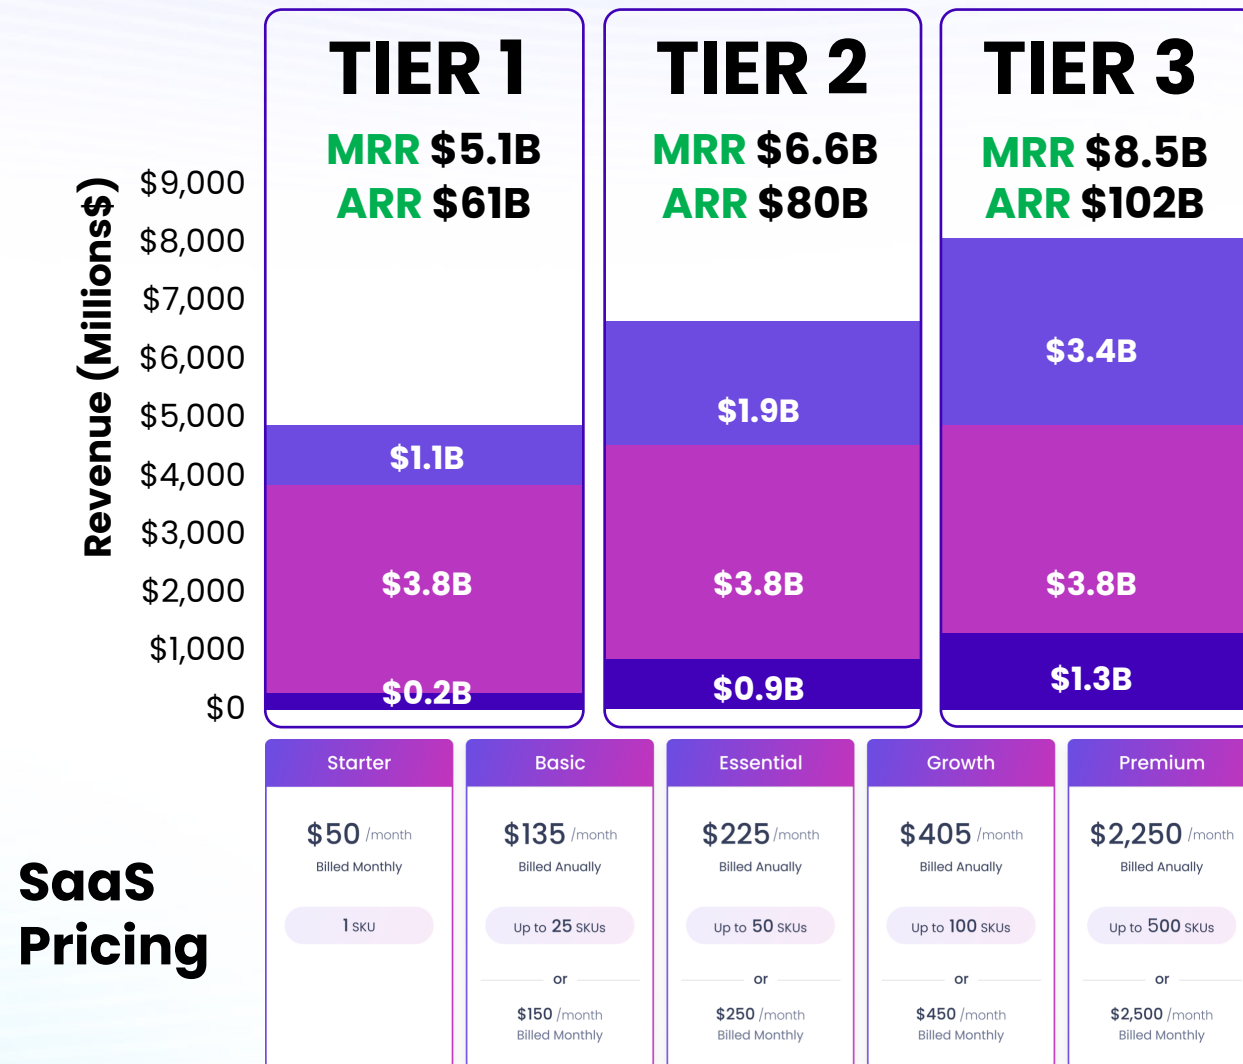 TIER 1
MRR $5.1B
ARR $61B
TIER 2
MRR $6.6B
ARR $80B
TIER 3
MRR $8.5B
ARR $102B
Revenue (Millions$)
$9,000
$8,000
$7,000
$6,000
$5,000
$4,000
$3,000
$2,000
$1,000
$0
$1.1B
$3.8B
$0.2B
$1.9B
$3.8B
$0.9B
$3.4B
$3.8B
$1.3B
SaaS
Pricing
Starter
$50 /month
Billed Monthly
1 SKU
Basic
$135 /month
Billed Anually
Up to 25 SKUs
or
$150 /month
Billed Monthly
Essential
$225 /month
Billed Anually
Up to 50 SKUs
or
$250 /month
Billed Monthly
Growth
$405 /month
Billed Anually
Up to 100 SKUs
or
$450 /month
Billed Monthly
Premium
$2,250 /month
Billed Anually
Up to 500 SKUs
or
$2,500 /month
Billed Monthly